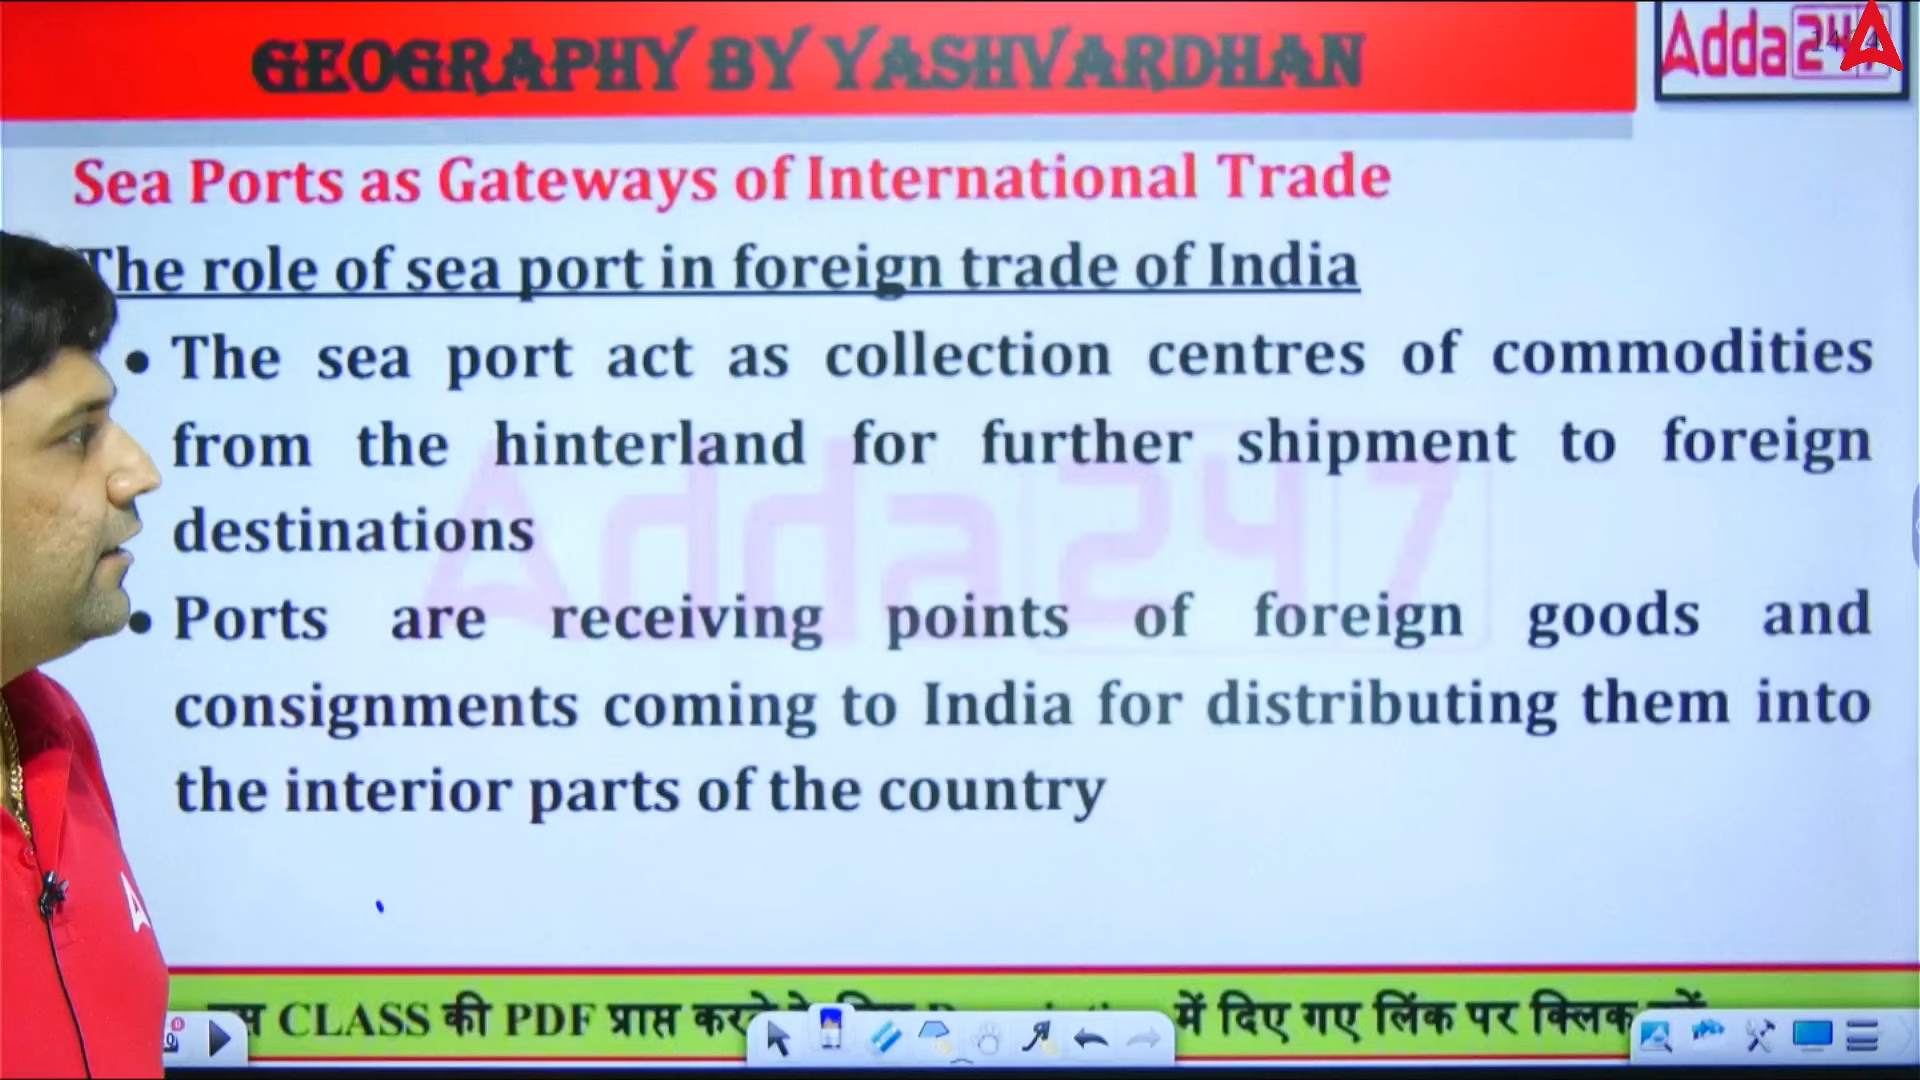 GEOGRAPHY BY YASHVARDHAN
Adda247
Sea Ports as Gateways of International Trade
The role of sea port in foreign trade of India
• The sea port act as collection centres of commodities
from the hinterland for further shipment to foreign
destinations
• Ports are receiving points of foreign goods and
consignments coming to India for distributing them into
the interior parts of the country
Adda247
CLASS की PDF प्राप्त में दिए गए लिंक पर क्लिक